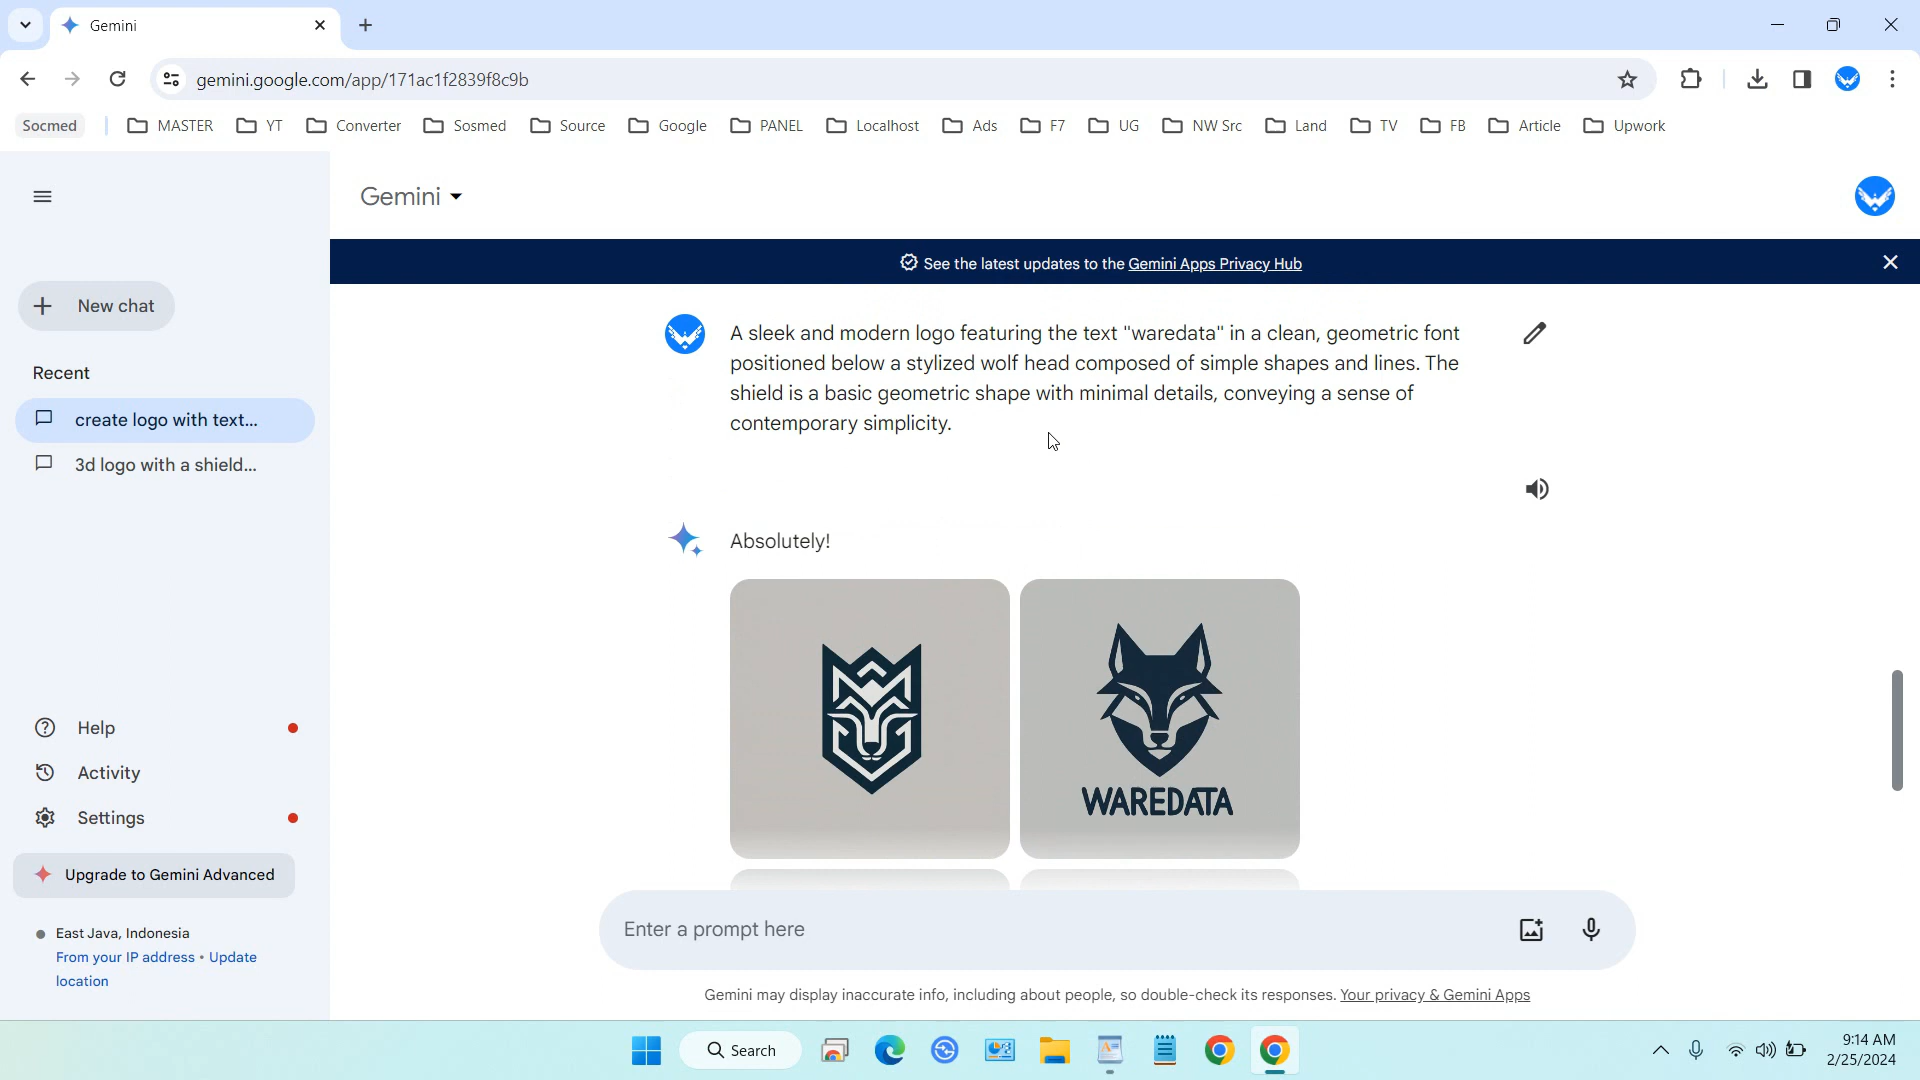 Gemini
gemini.google.com/app/171ac1f2839f8c9b
Socmed
MASTER
YT
Converter
Sosmed
Source
Google
PANEL
Localhost
Ads
F7
UG
NW Src
Land
TV
FB
Article
Upwork
Gemini
See the latest updates to the Gemini Apps Privacy Hub
New chat
Recent
create logo with text...
3d logo with a shield...
A sleek and modern logo featuring the text "waredata" in a clean, geometric font
positioned below a stylized wolf head composed of simple shapes and lines. The
shield is a basic geometric shape with minimal details, conveying a sense of
contemporary simplicity.
Absolutely!
WAREDATA
Help
Activity
Settings
Upgrade to Gemini Advanced
East Java, Indonesia
From your IP address • Update
location
Enter a prompt here
Gemini may display inaccurate info, including about people, so double-check its responses. Your privacy & Gemini Apps
Search
9:14 AM
2/25/2024